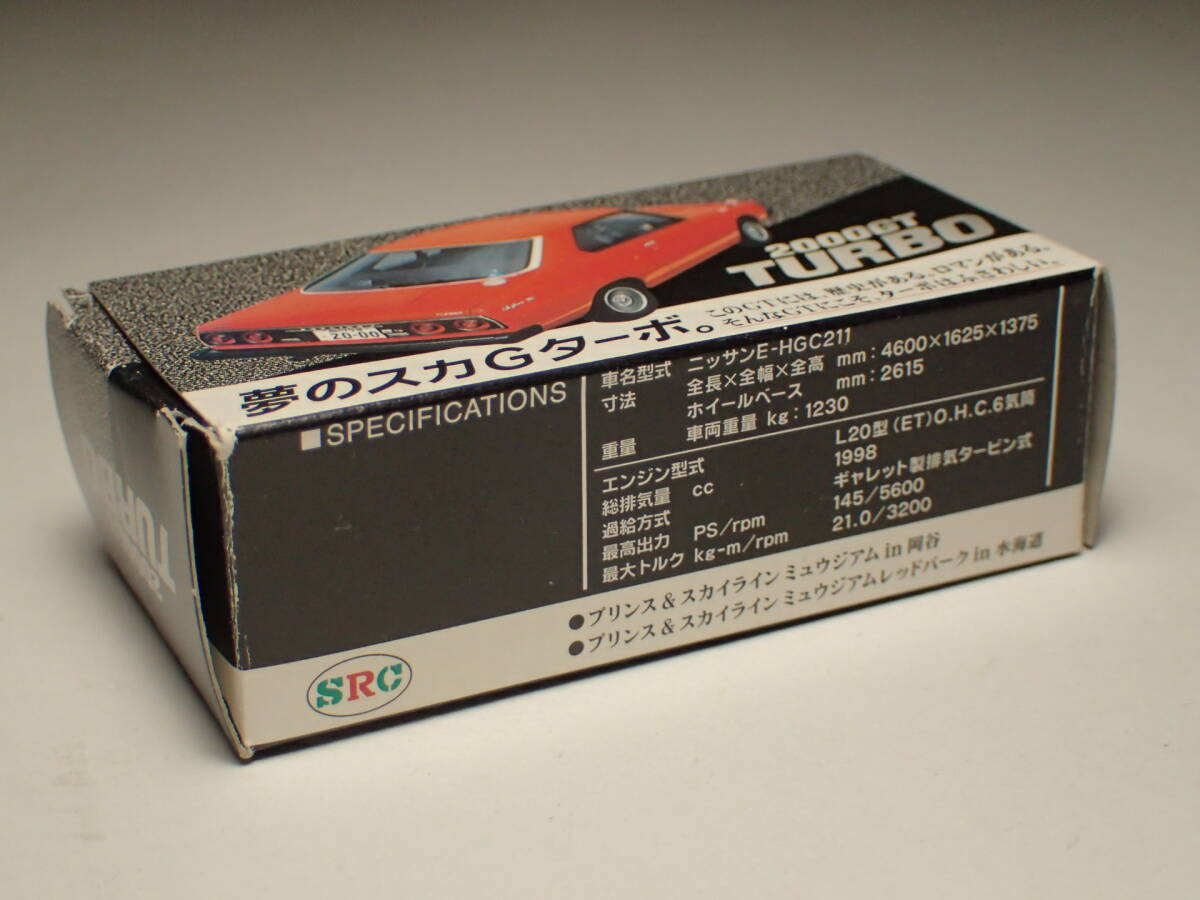 2000GT
TURBO
20-00
夢のスカGターボ。
このGTには、歴史がある、ロマンがある、
そんなGTにこそ、ターボはふさわしい。
■SPECIFICATIONS
車名型式 ニッサンE-HGC211
寸法 全長×全幅×全高 mm:4600×1625×1375
ホイールベース mm:2615
重量 車両重量 kg:1230
エンジン型式 L20型(ET)O.H.C.6気筒
総排気量 cc 1998
過給方式 ギャレット製排気タービン式
最高出力 PS/rpm 145/5600
最大トルク kg-m/rpm 21.0/3200
●プリンス&スカイライン ミュウジアム in 岡谷
●プリンス&スカイライン ミュウジアムレッドパーク in 水海道
SRC